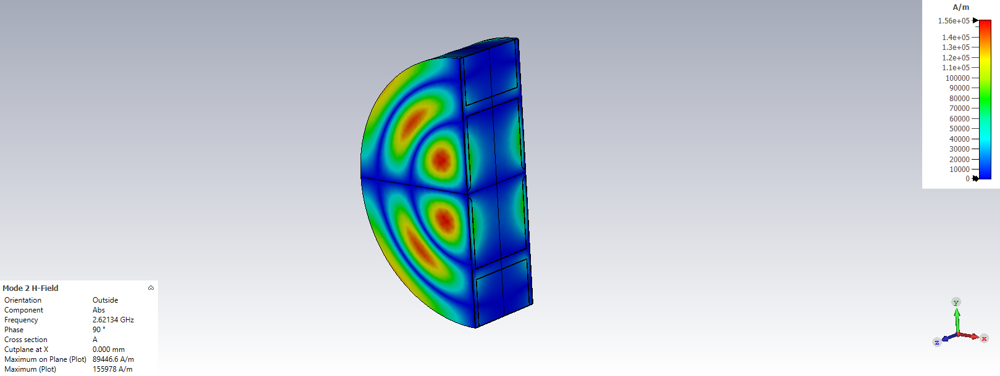 A/m
1.56e+05
1.4e+05
1.3e+05
1.2e+05
1.1e+05
100000
90000
80000
70000
60000
50000
40000
30000
20000
10000
0
Mode 2 H-Field
Orientation Outside
Component Abs
Frequency 2.62134 GHz
Phase 90 °
Cross section A
Cutplane at X 0.000 mm
Maximum on Plane (Plot) 89446.6 A/m
Maximum (Plot) 155978 A/m
Y
Z
X